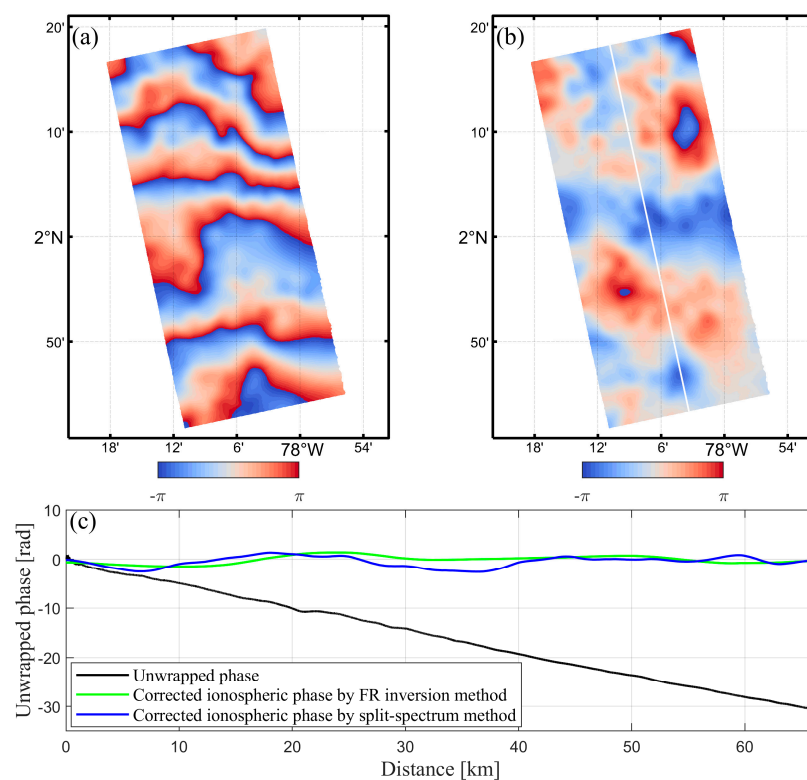 (a)
20'
10'
2°N
50'
18' 12' 6' 78°W 54'
-π π
(b)
20'
10'
2°N
50'
18' 12' 6' 78°W 54'
-π π
(c)
Unwrapped phase [rad]
10
0
-10
-20
-30
Unwrapped phase
Corrected ionospheric phase by FR inversion method
Corrected ionospheric phase by split-spectrum method
0 10 20 30 40 50 60
Distance [km]